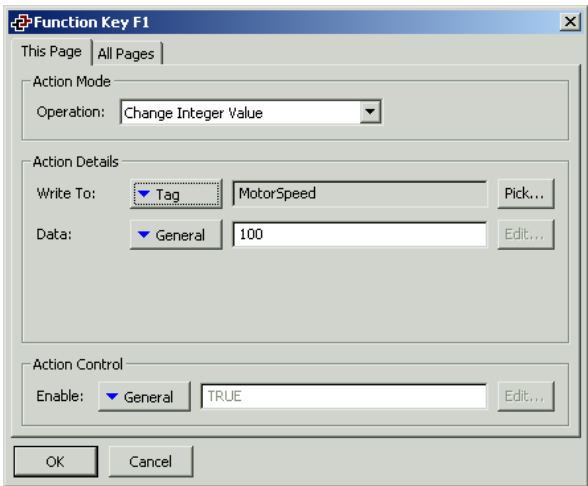 Function Key F1
This Page All Pages
Action Mode
Operation: Change Integer Value
Action Details
Write To: Tag MotorSpeed Pick...
Data: General 100 Edit...
Action Control
Enable: General TRUE Edit...
OK Cancel